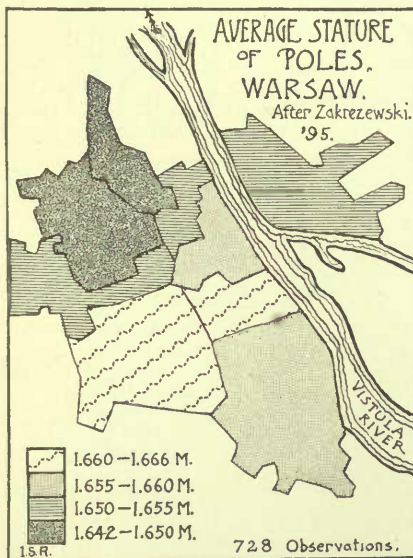 AVERAGE STATURE
OF POLES.
WARSAW.
After Zakrezewski.
'95.
VISTULA
RIVER
1.660–1.666 M.
1.655–1.660 M.
1.650–1.655 M.
1.642–1.650 M.
I.S.R.
728 Observations.